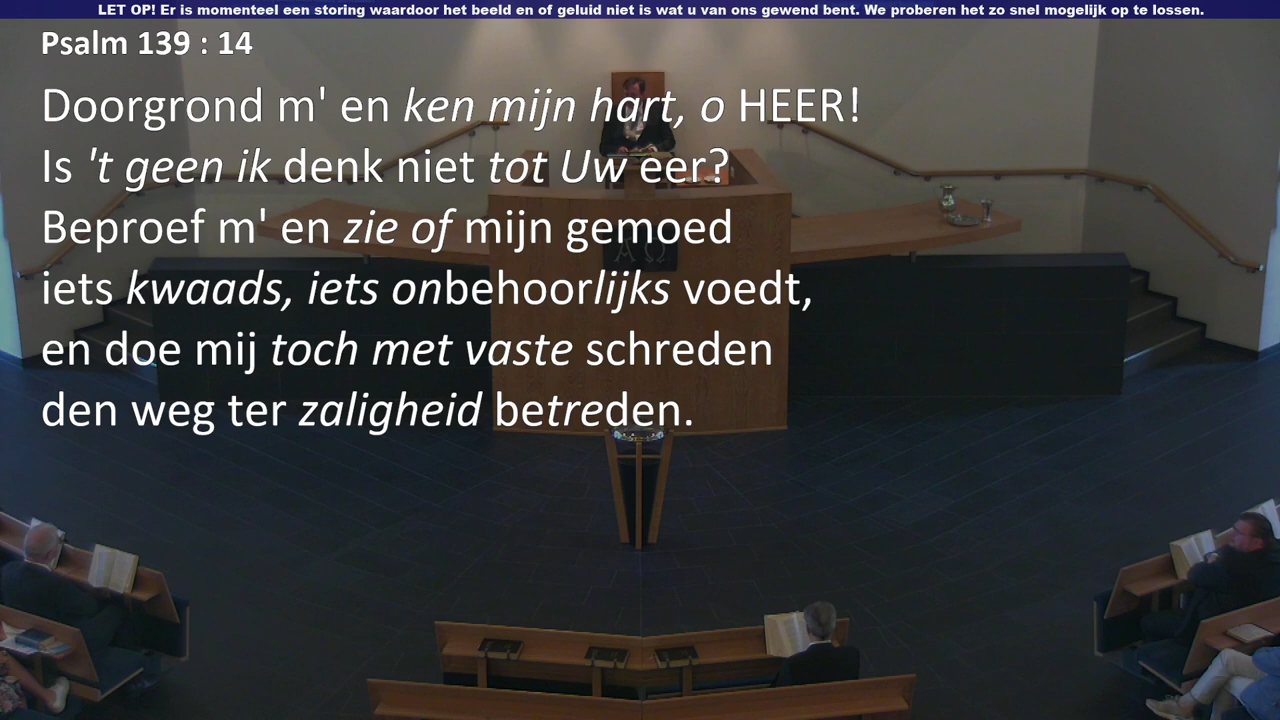 LET OP! Er is momenteel een storing waardoor het beeld en of geluid niet is wat u van ons gewend bent. We proberen het zo snel mogelijk op te lossen.
Psalm 139 : 14
Doorgrond m' en ken mijn hart, o HEER!
Is 't geen ik denk niet tot Uw eer?
Beproef m' en zie of mijn gemoed
iets kwaads, iets onbehoorlijks voedt,
en doe mij toch met vaste schreden
den weg ter zaligheid betreden.
Α Ω